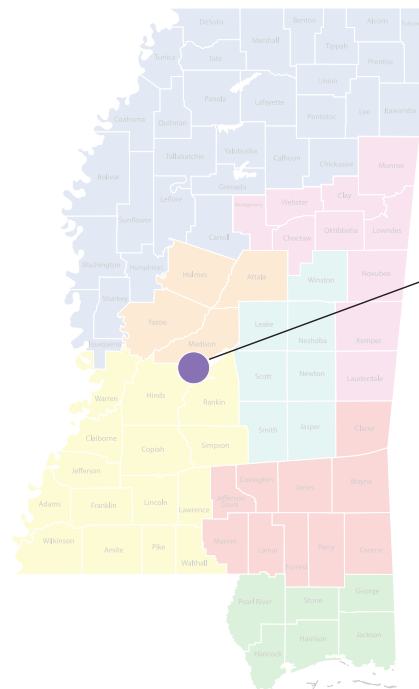 DeSoto
Benton
Alcorn
Marshall
Tippah
Tunica
Tate
Prentiss
Union
Panola
Lafayette
Coahoma
Pontotoc
Lee
Itawamba
Quitman
Yalobusha
Tallahatchie
Calhoun
Chickasaw
Monroe
Bolivar
Grenada
Leflore
Clay
Webster
Montgomery
Sunflower
Oktibbeha
Lowndes
Carroll
Choctaw
Washington
Humphreys
Holmes
Attala
Noxubee
Winston
Sharkey
Yazoo
Leake
Neshoba
Kemper
Madison
Issaquena
Scott
Newton
Lauderdale
Warren
Hinds
Rankin
Clarke
Smith
Jasper
Claiborne
Copiah
Simpson
Jefferson
Covington
Jones
Wayne
Jefferson
Davis
Adams
Franklin
Lincoln
Lawrence
Wilkinson
Amite
Pike
Marion
Lamar
Perry
Greene
Walthall
Forrest
George
Pearl River
Stone
Hancock
Harrison
Jackson